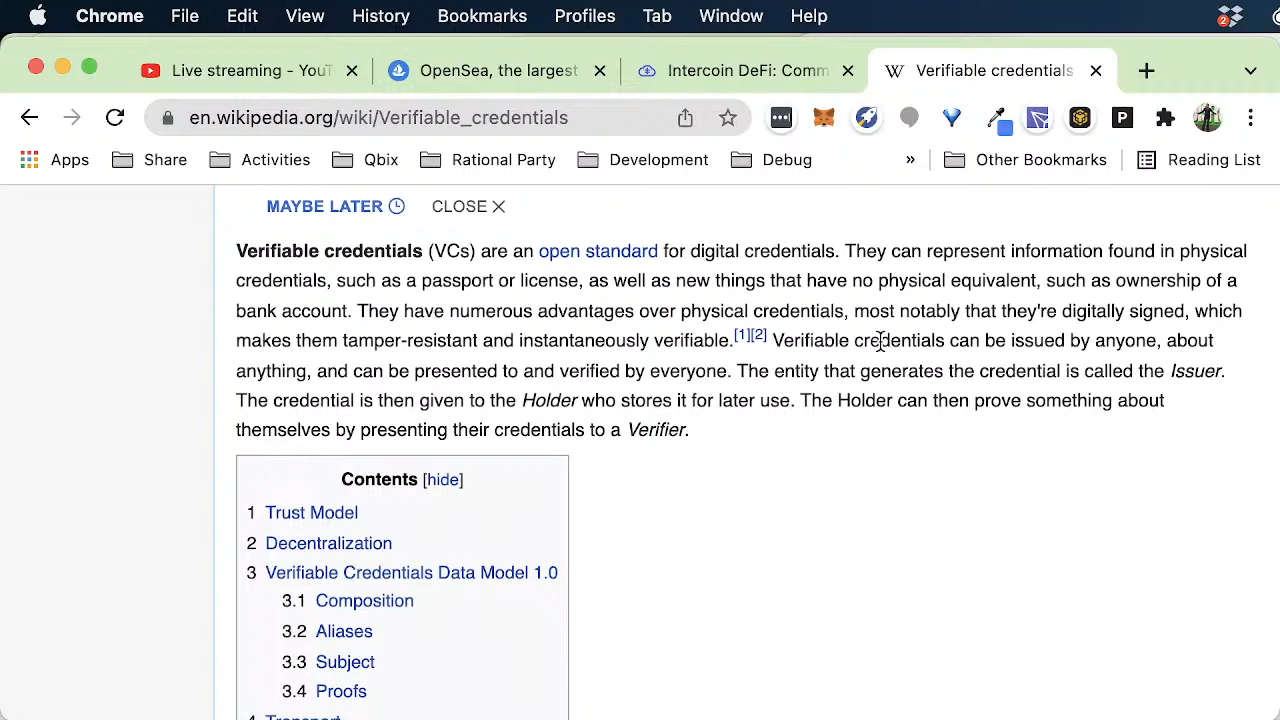 Chrome File Edit View History Bookmarks Profiles Tab Window Help
2
Live streaming - YouT OpenSea, the largest Intercoin DeFi: Comm Verifiable credentials
en.wikipedia.org/wiki/Verifiable_credentials
Apps Share Activities Qbix Rational Party Development Debug » Other Bookmarks Reading List
MAYBE LATER CLOSE
Verifiable credentials (VCs) are an open standard for digital credentials. They can represent information found in physical
credentials, such as a passport or license, as well as new things that have no physical equivalent, such as ownership of a
bank account. They have numerous advantages over physical credentials, most notably that they're digitally signed, which
makes them tamper-resistant and instantaneously verifiable.[1][2] Verifiable credentials can be issued by anyone, about
anything, and can be presented to and verified by everyone. The entity that generates the credential is called the Issuer.
The credential is then given to the Holder who stores it for later use. The Holder can then prove something about
themselves by presenting their credentials to a Verifier.
Contents [hide]
1 Trust Model
2 Decentralization
3 Verifiable Credentials Data Model 1.0
3.1 Composition
3.2 Aliases
3.3 Subject
3.4 Proofs
4 Transport